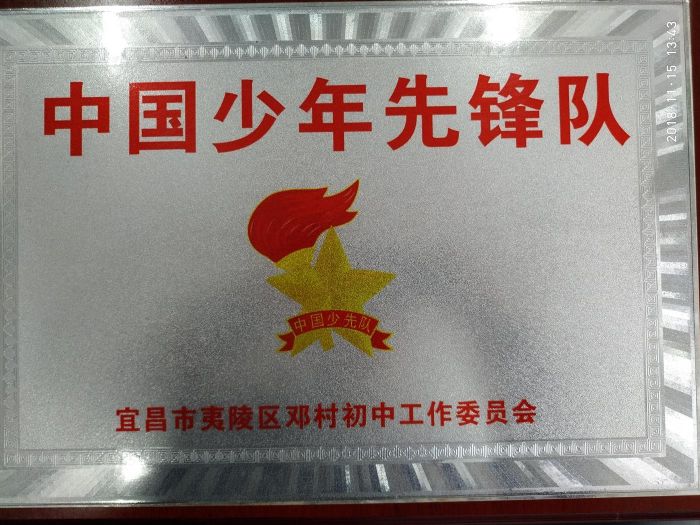 中国少年先锋队
中国少先队
宜昌市夷陵区邓村初中工作委员会
2018-11-15 13:43